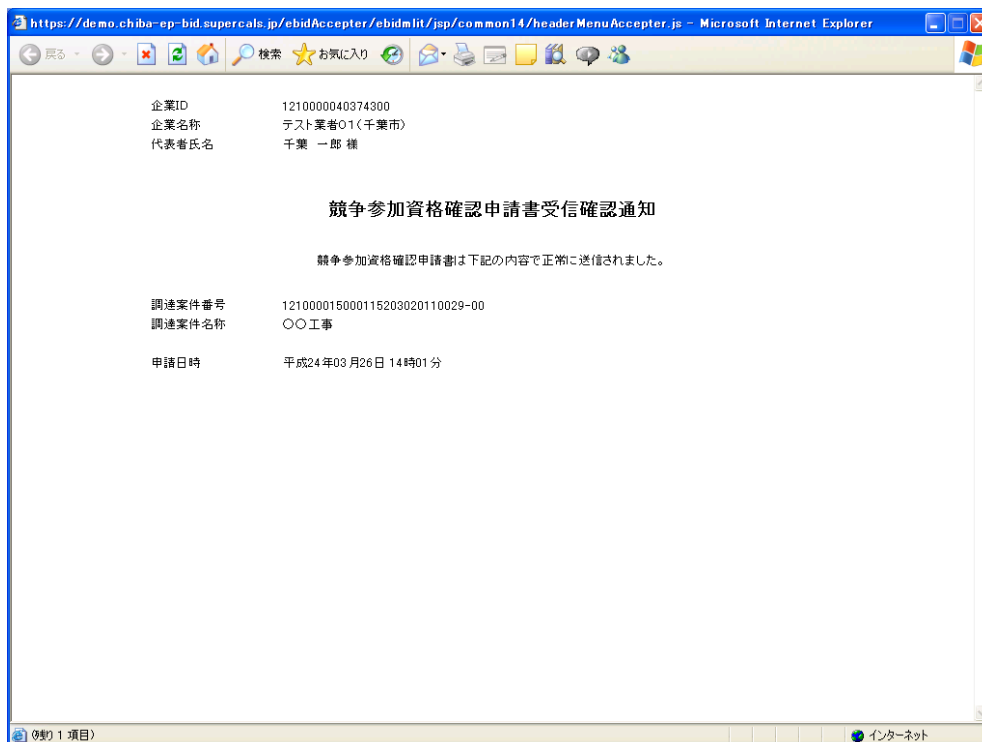 https://demo.chiba-ep-bid.supercals.jp/ebidAccepter/ebidmlit/jsp/common14/headerMenuAccepter.js - Microsoft Internet Explorer
戻る 検索 お気に入り
企業ID 1210000040374300
企業名称 テスト業者01(千葉市)
代表者氏名 千葉 一郎 様
競争参加資格確認申請書受信確認通知
競争参加資格確認申請書は下記の内容で正常に送信されました。
調達案件番号 1210000150001152030201​10029-00
調達案件名称 〇〇工事
申請日時 平成24年03月26日 14時01分
(残り 1 項目) インターネット